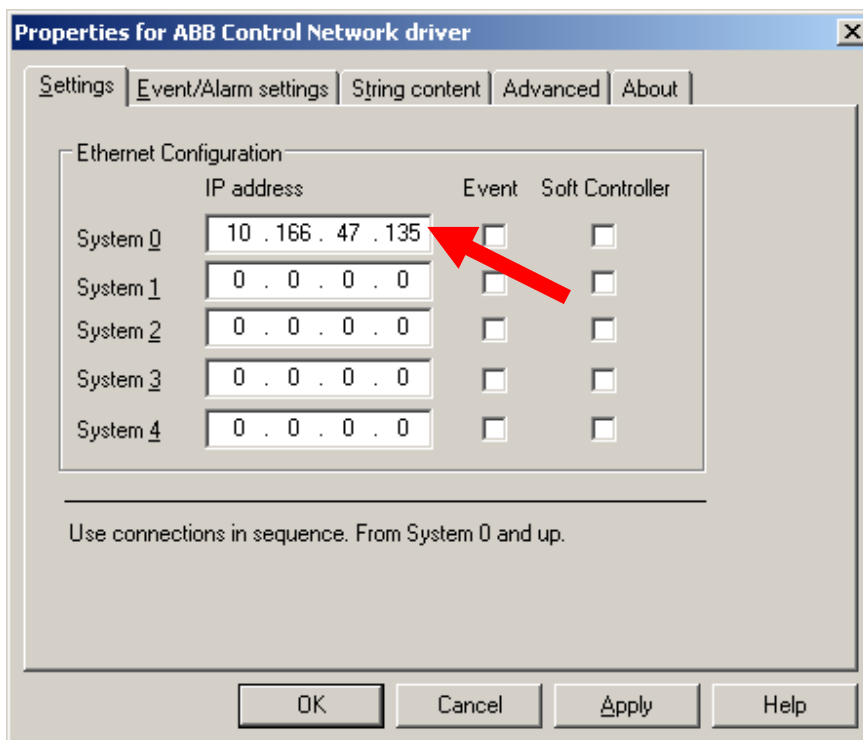 Properties for ABB Control Network driver
Settings Event/Alarm settings String content Advanced About
Ethernet Configuration
IP address Event Soft Controller
System 0 10 . 166 . 47 . 135
System 1 0 . 0 . 0 . 0
System 2 0 . 0 . 0 . 0
System 3 0 . 0 . 0 . 0
System 4 0 . 0 . 0 . 0
Use connections in sequence. From System 0 and up.
OK Cancel Apply Help